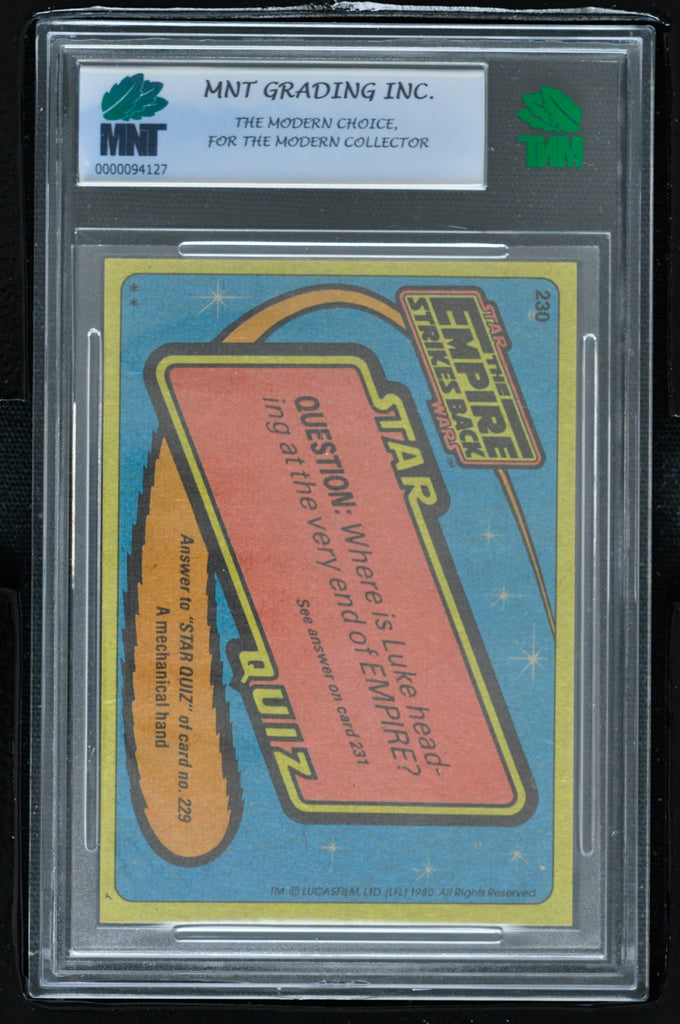 MNT GRADING INC.
THE MODERN CHOICE,
FOR THE MODERN COLLECTOR
MNT
0000094127
MNT
230
STAR
THE
EMPIRE
STRIKES BACK
WARS™
STAR
QUESTION: Where is Luke head-
ing at the very end of EMPIRE?
See answer on card 231
QUIZ
Answer to "STAR QUIZ" of card no. 229
A mechanical hand
**
TM: © LUCASFILM, LTD. (LFL) 1980. All Rights Reserved